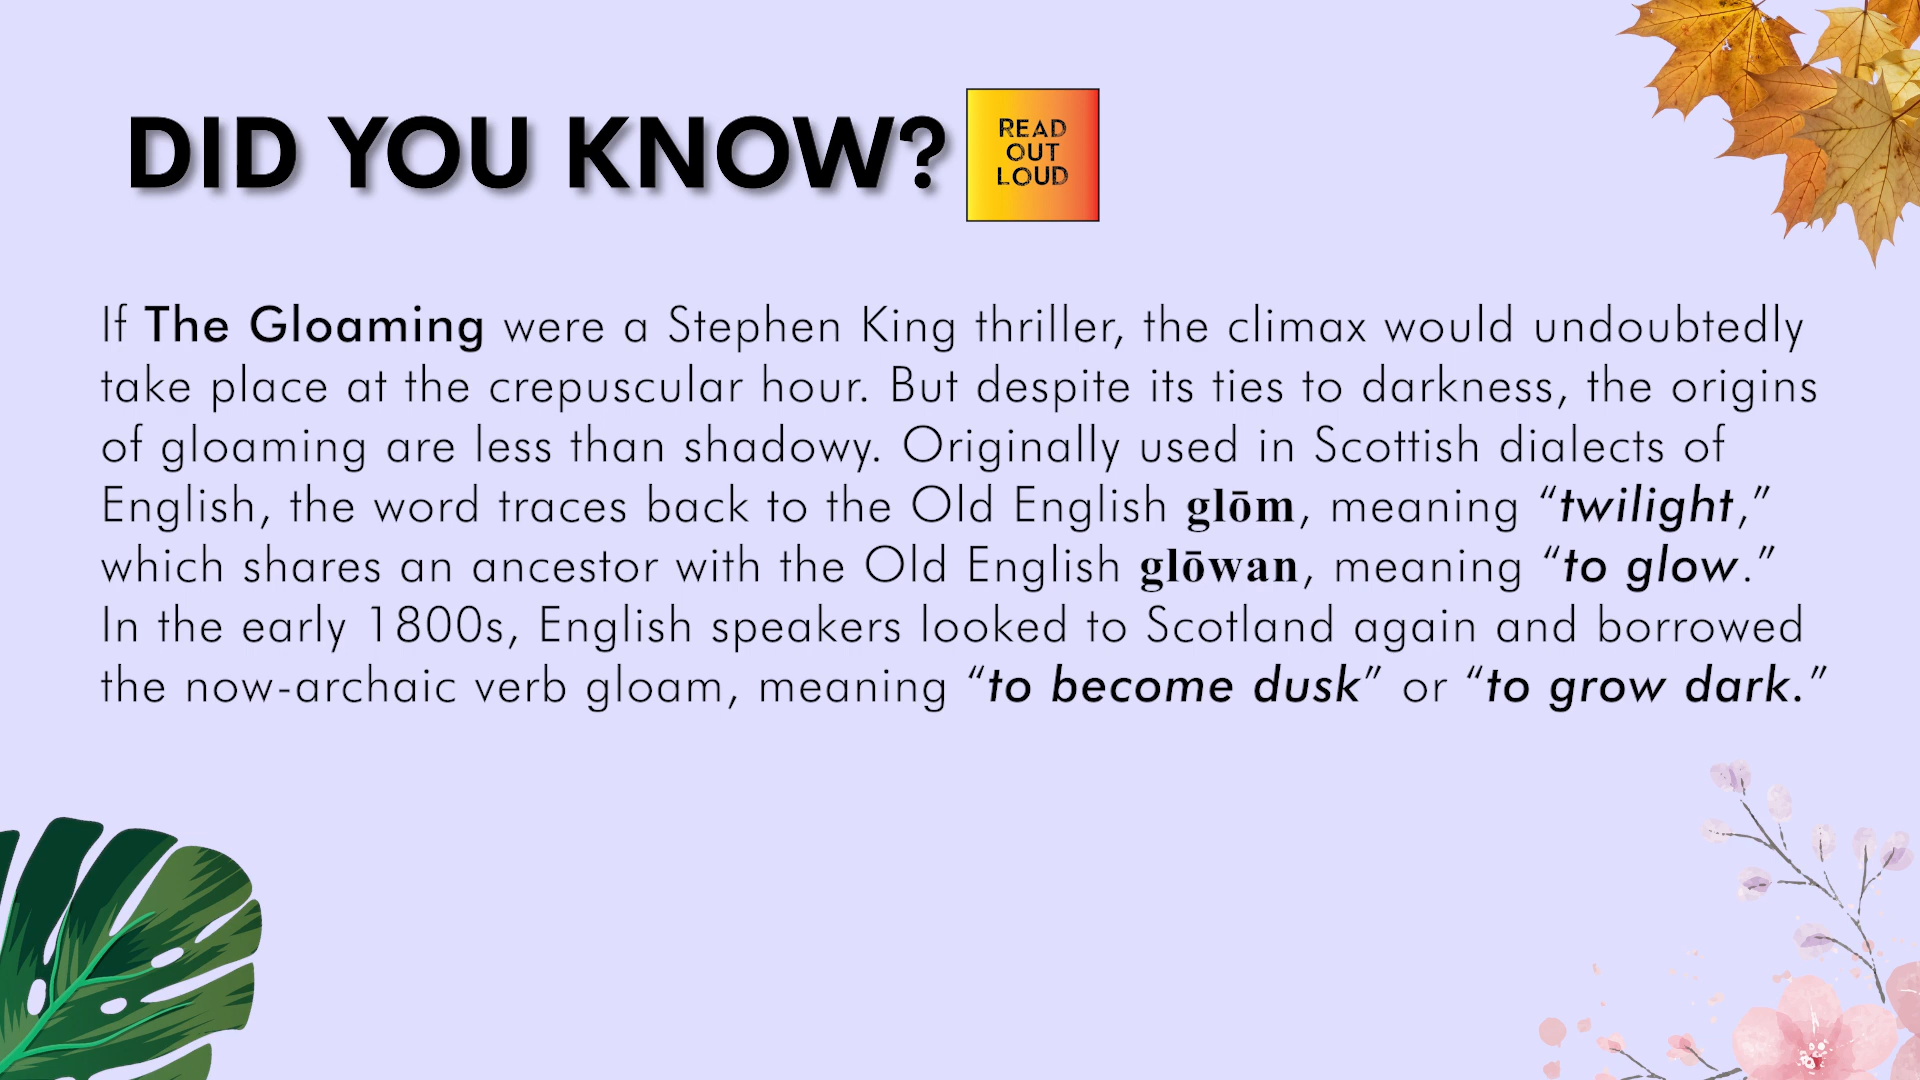 DID YOU KNOW?
READ
OUT
LOUD
If The Gloaming were a Stephen King thriller, the climax would undoubtedly
take place at the crepuscular hour. But despite its ties to darkness, the origins
of gloaming are less than shadowy. Originally used in Scottish dialects of
English, the word traces back to the Old English glōm, meaning “twilight,”
which shares an ancestor with the Old English glōwan, meaning “to glow.”
In the early 1800s, English speakers looked to Scotland again and borrowed
the now-archaic verb gloam, meaning “to become dusk” or “to grow dark.”